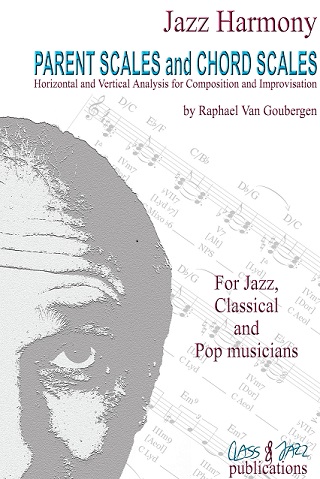 Jazz Harmony
PARENT SCALES and CHORD SCALES
Horizontal and Vertical Analysis for Composition and Improvisation
by Raphael Van Goubergen
For Jazz,
Classical
and
Pop musicians
CLASS & JAZZ
publications